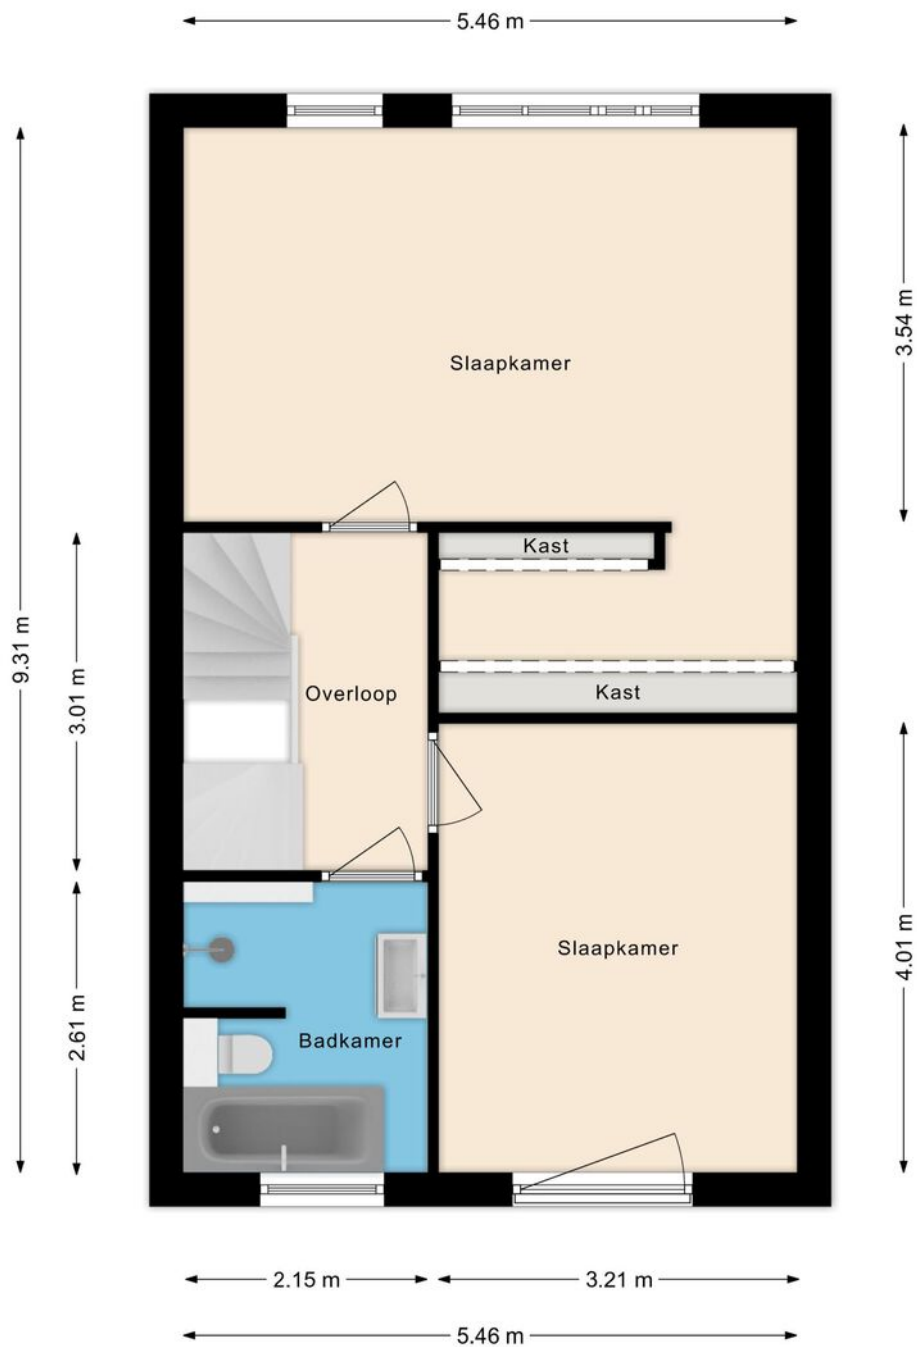 5.46 m
3.54 m
Slaapkamer
Kast
9.31 m
3.01 m
Overloop
Kast
4.01 m
Slaapkamer
2.61 m
Badkamer
2.15 m
3.21 m
5.46 m